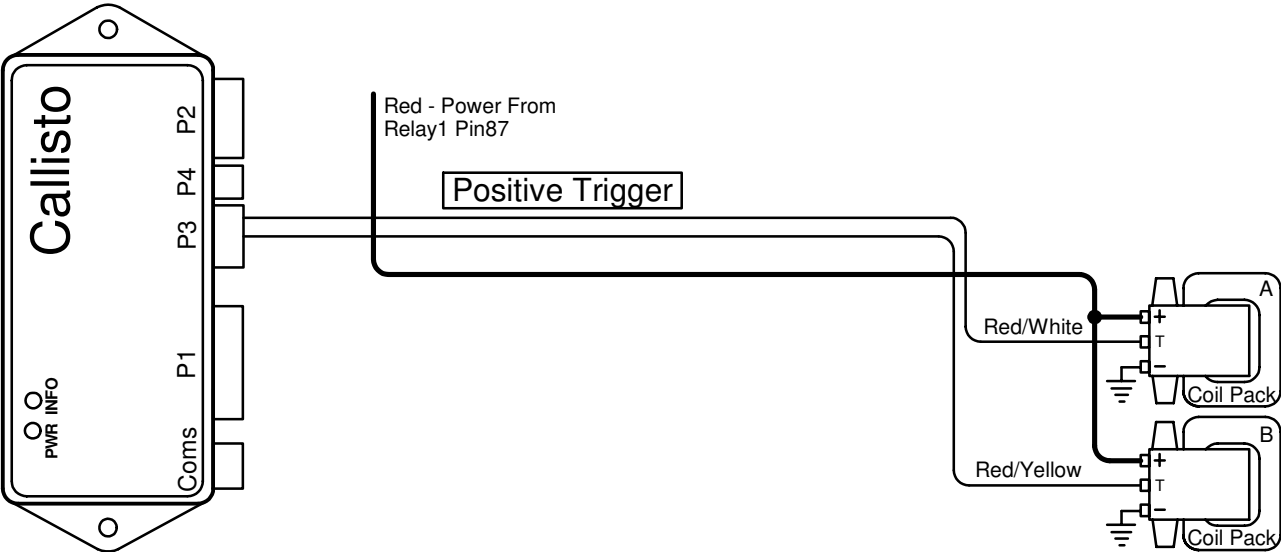 Callisto
P2
P4
P3
P1
Coms
INFO
PWR
Red - Power From
Relay1 Pin87
Positive Trigger
Red/White
A
+
T
−
Coil Pack
Red/Yellow
B
+
T
−
Coil Pack